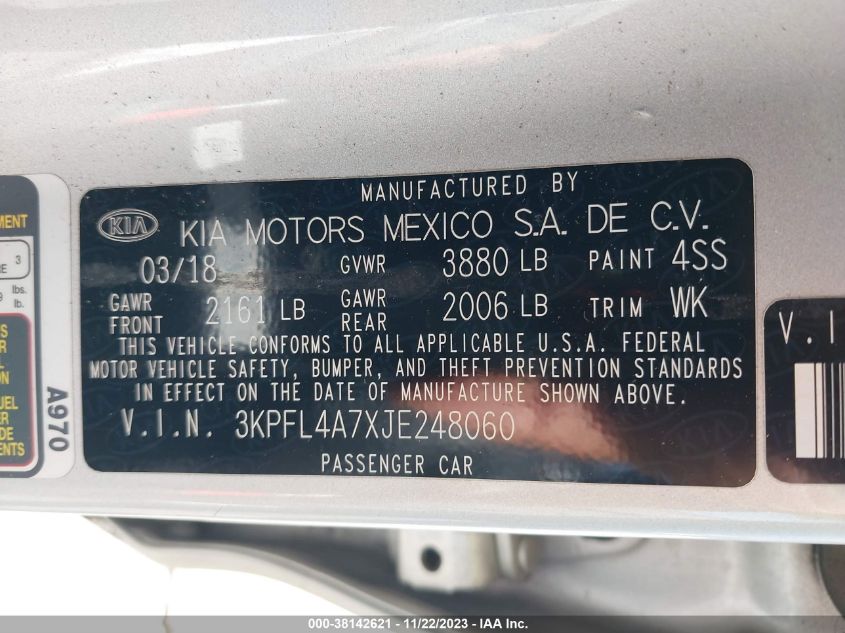 MANUFACTURED BY
KIA KIA MOTORS MEXICO S.A. DE C.V.
03/18 GVWR 3880 LB PAINT 4SS
GAWR FRONT 2161 LB GAWR REAR 2006 LB TRIM WK
THIS VEHICLE CONFORMS TO ALL APPLICABLE U.S.A. FEDERAL
MOTOR VEHICLE SAFETY, BUMPER, AND THEFT PREVENTION STANDARDS
IN EFFECT ON THE DATE OF MANUFACTURE SHOWN ABOVE.
V.I.N. 3KPFL4A7XJE248060
PASSENGER CAR
A970
V.I
000-38142621 - 11/22/2023 - IAA Inc.